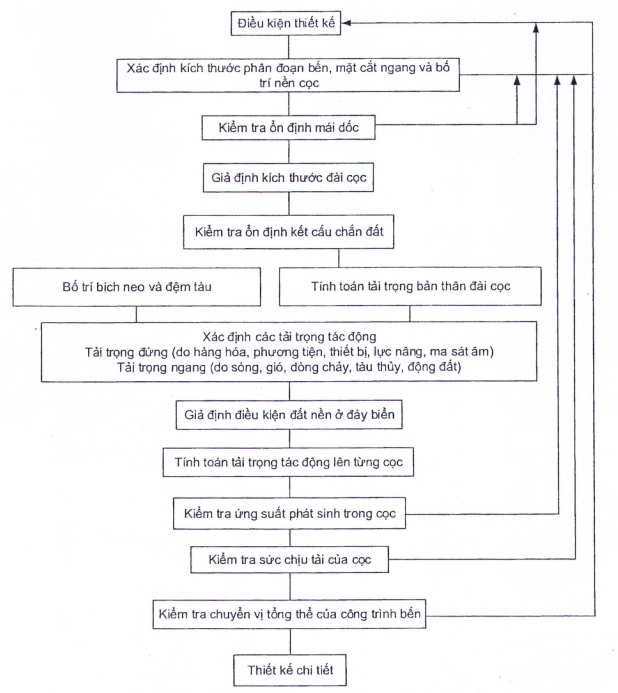 Điều kiện thiết kế
Xác định kích thước phân đoạn bến, mặt cắt ngang và bố
trí nền cọc
Kiểm tra ổn định mái dốc
Giả định kích thước đài cọc
Kiểm tra ổn định kết cấu chắn đất
Bố trí bích neo và đệm tàu
Tính toán tải trọng bản thân đài cọc
Xác định các tải trọng tác động
Tải trọng đứng (do hàng hóa, phương tiện, thiết bị, lực nâng, ma sát âm)
Tải trọng ngang (do sóng, gió, dòng chảy, tàu thủy, động đất)
Giả định điều kiện đất nền ở đáy biển
Tính toán tải trọng tác động lên từng cọc
Kiểm tra ứng suất phát sinh trong cọc
Kiểm tra sức chịu tải của cọc
Kiểm tra chuyển vị tổng thể của công trình bến
Thiết kế chi tiết